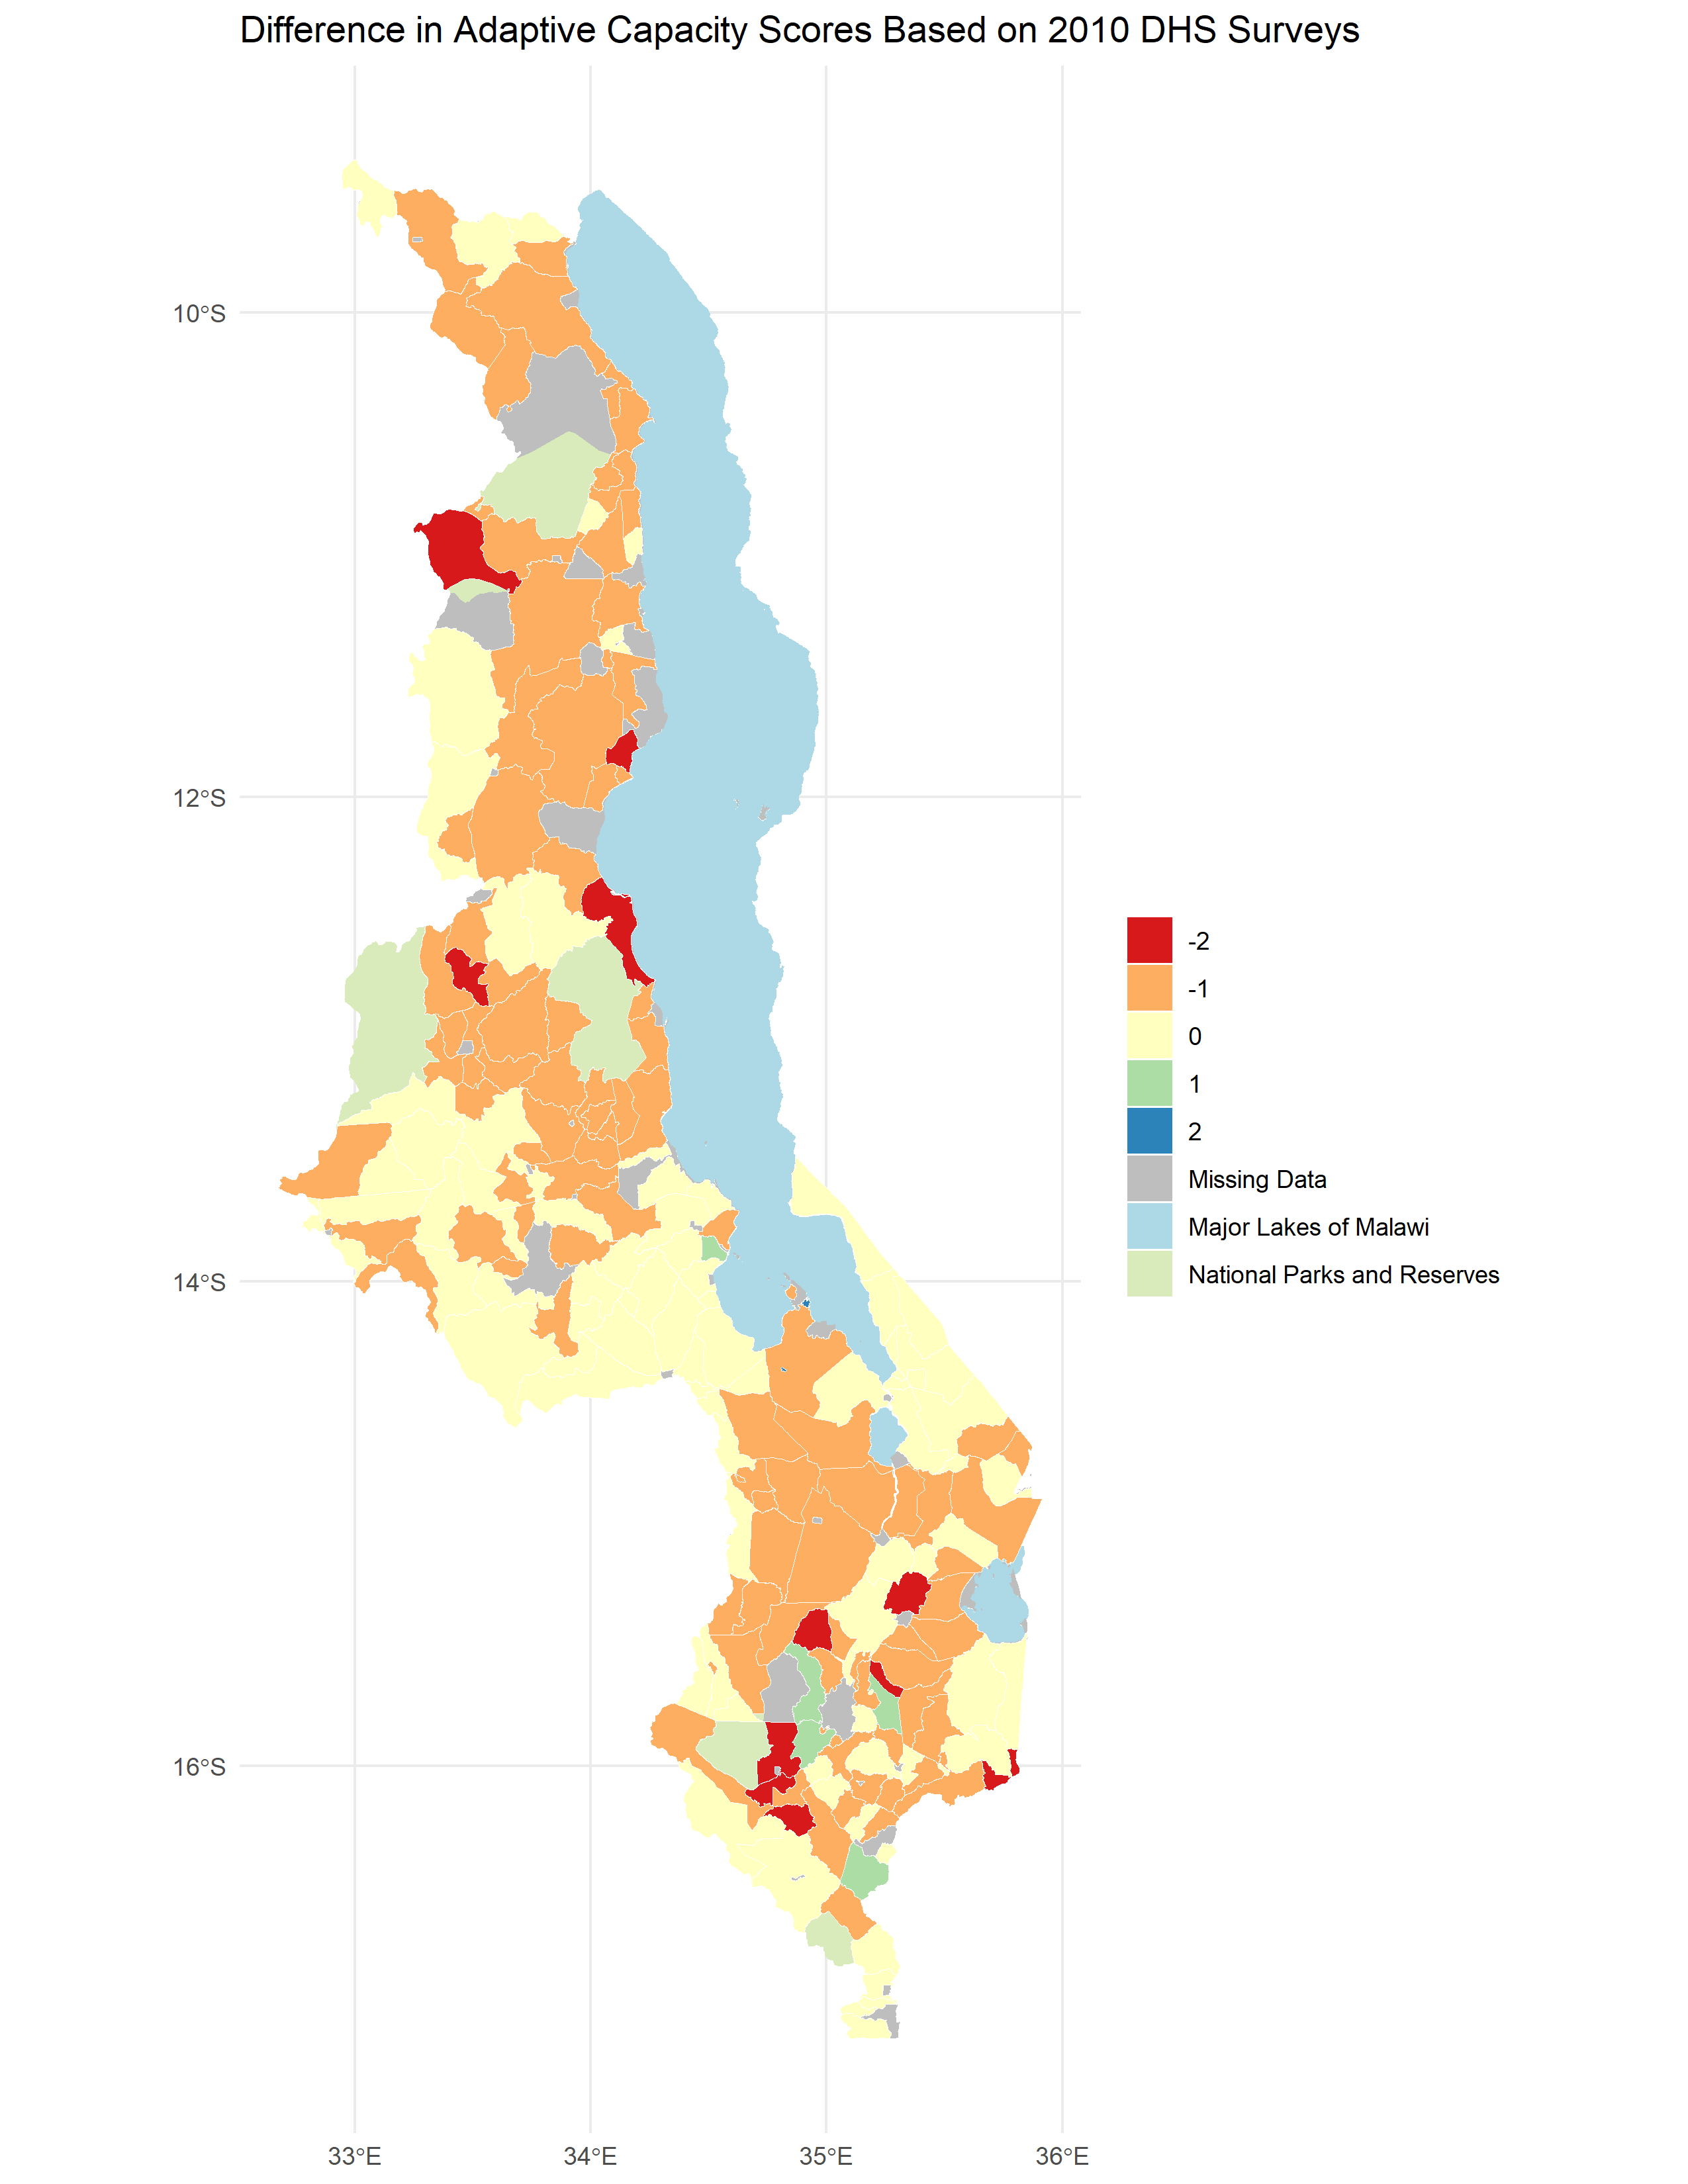 Difference in Adaptive Capacity Scores Based on 2010 DHS Surveys
10°S
12°S
14°S
16°S
33°E
34°E
35°E
36°E
-2
-1
0
1
2
Missing Data
Major Lakes of Malawi
National Parks and Reserves